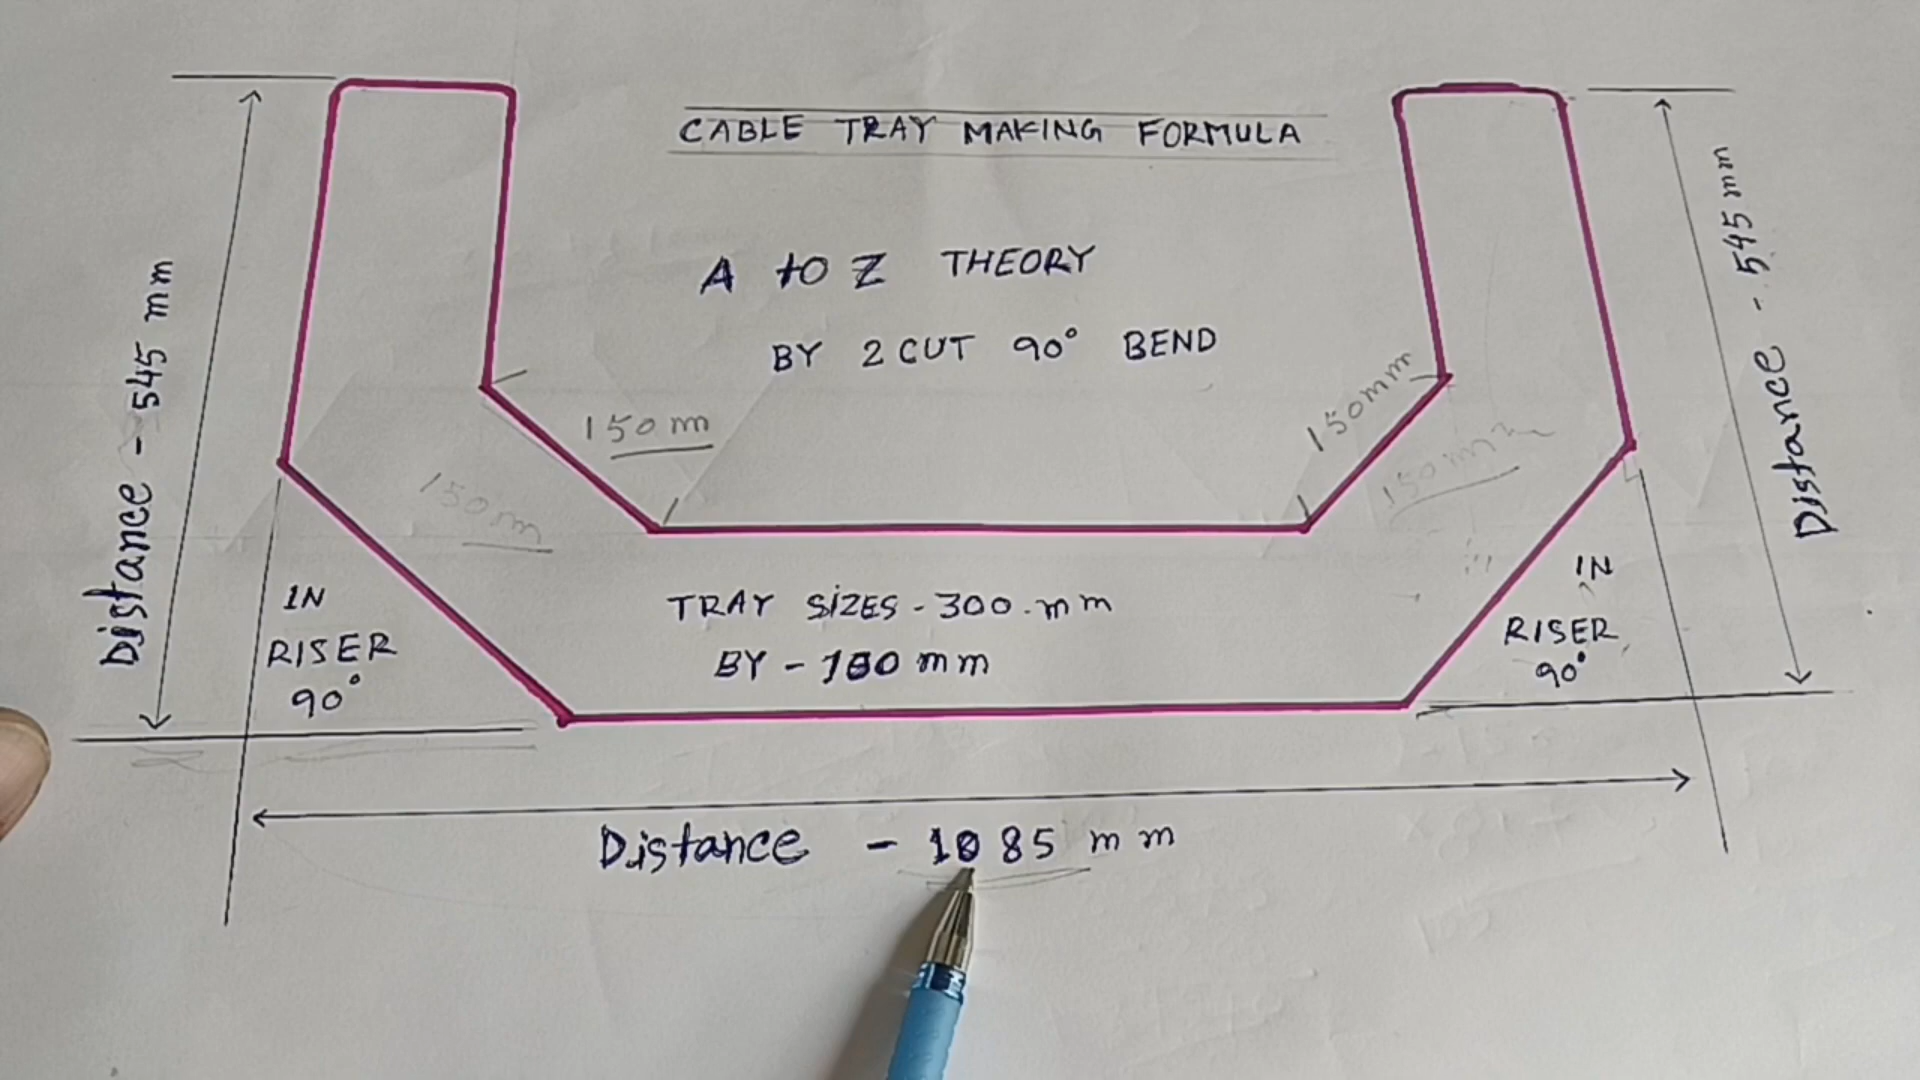 CABLE TRAY MAKING FORMULA
A to Z THEORY
BY 2 CUT 90° BEND
Distance - 545 mm
Distance - 545 mm
150 m
150mm
150 m
150 mm
IN
RISER
90°
TRAY SIZES - 300.mm
BY - 100 mm
IN
RISER
90°
Distance - 1085 mm